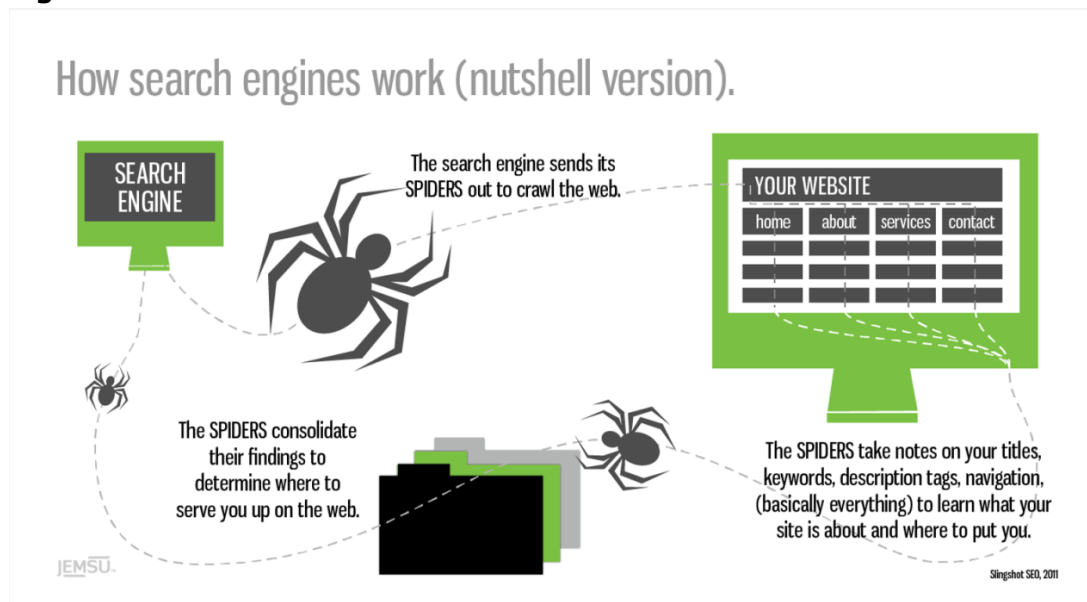 How search engines work (nutshell version).
SEARCH
ENGINE
The search engine sends its
SPIDERS out to crawl the web.
YOUR WEBSITE
home about services contact
The SPIDERS consolidate
their findings to
determine where to
serve you up on the web.
The SPIDERS take notes on your titles,
keywords, description tags, navigation,
(basically everything) to learn what your
site is about and where to put you.
JEMSU
Slingshot SEO, 2011